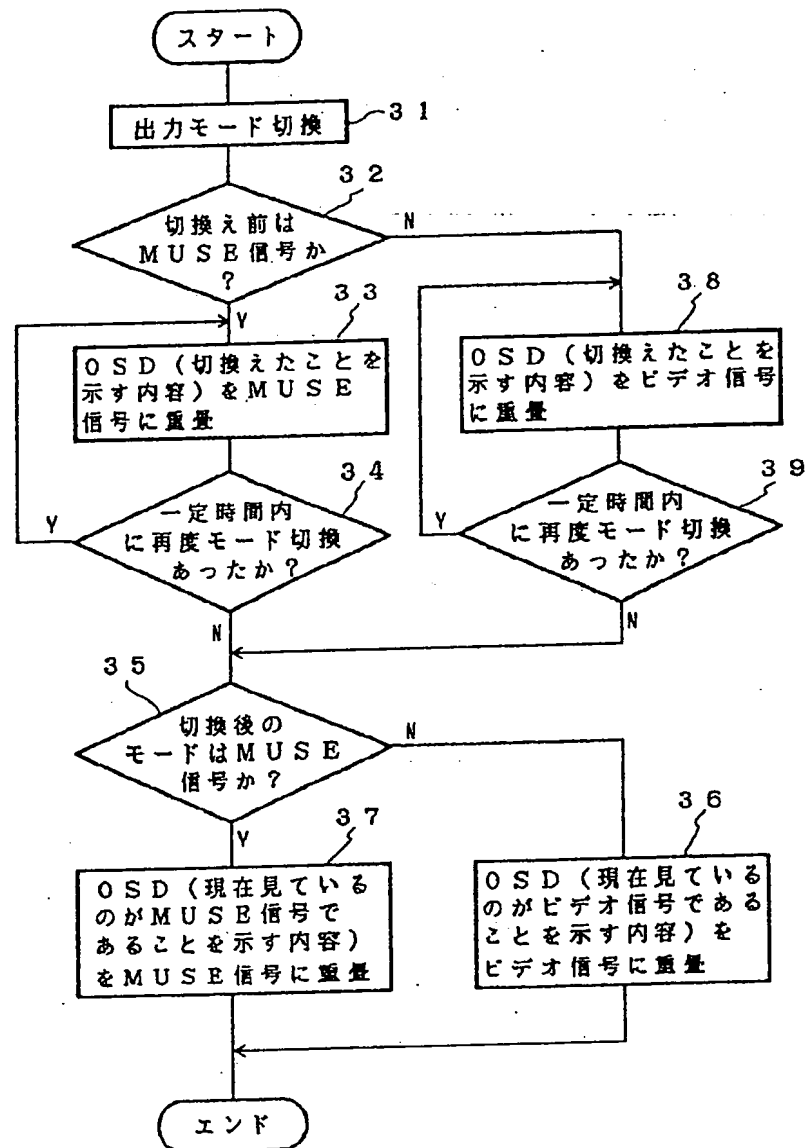 スタート
出力モード切換
31
32
切換え前は
MUSE信号か
?
N
Y
33
OSD(切換えたことを
示す内容)をMUSE
信号に重畳
38
OSD(切換えたことを
示す内容)をビデオ信号
に重畳
34
一定時間内
に再度モード切換
あったか?
Y
N
39
一定時間内
に再度モード切換
あったか?
Y
N
35
切換後の
モードはMUSE
信号か?
N
Y
37
OSD(現在見ている
のがMUSE信号で
あることを示す内容)
をMUSE信号に重畳
36
OSD(現在見ている
のがビデオ信号である
ことを示す内容)を
ビデオ信号に重畳
エンド